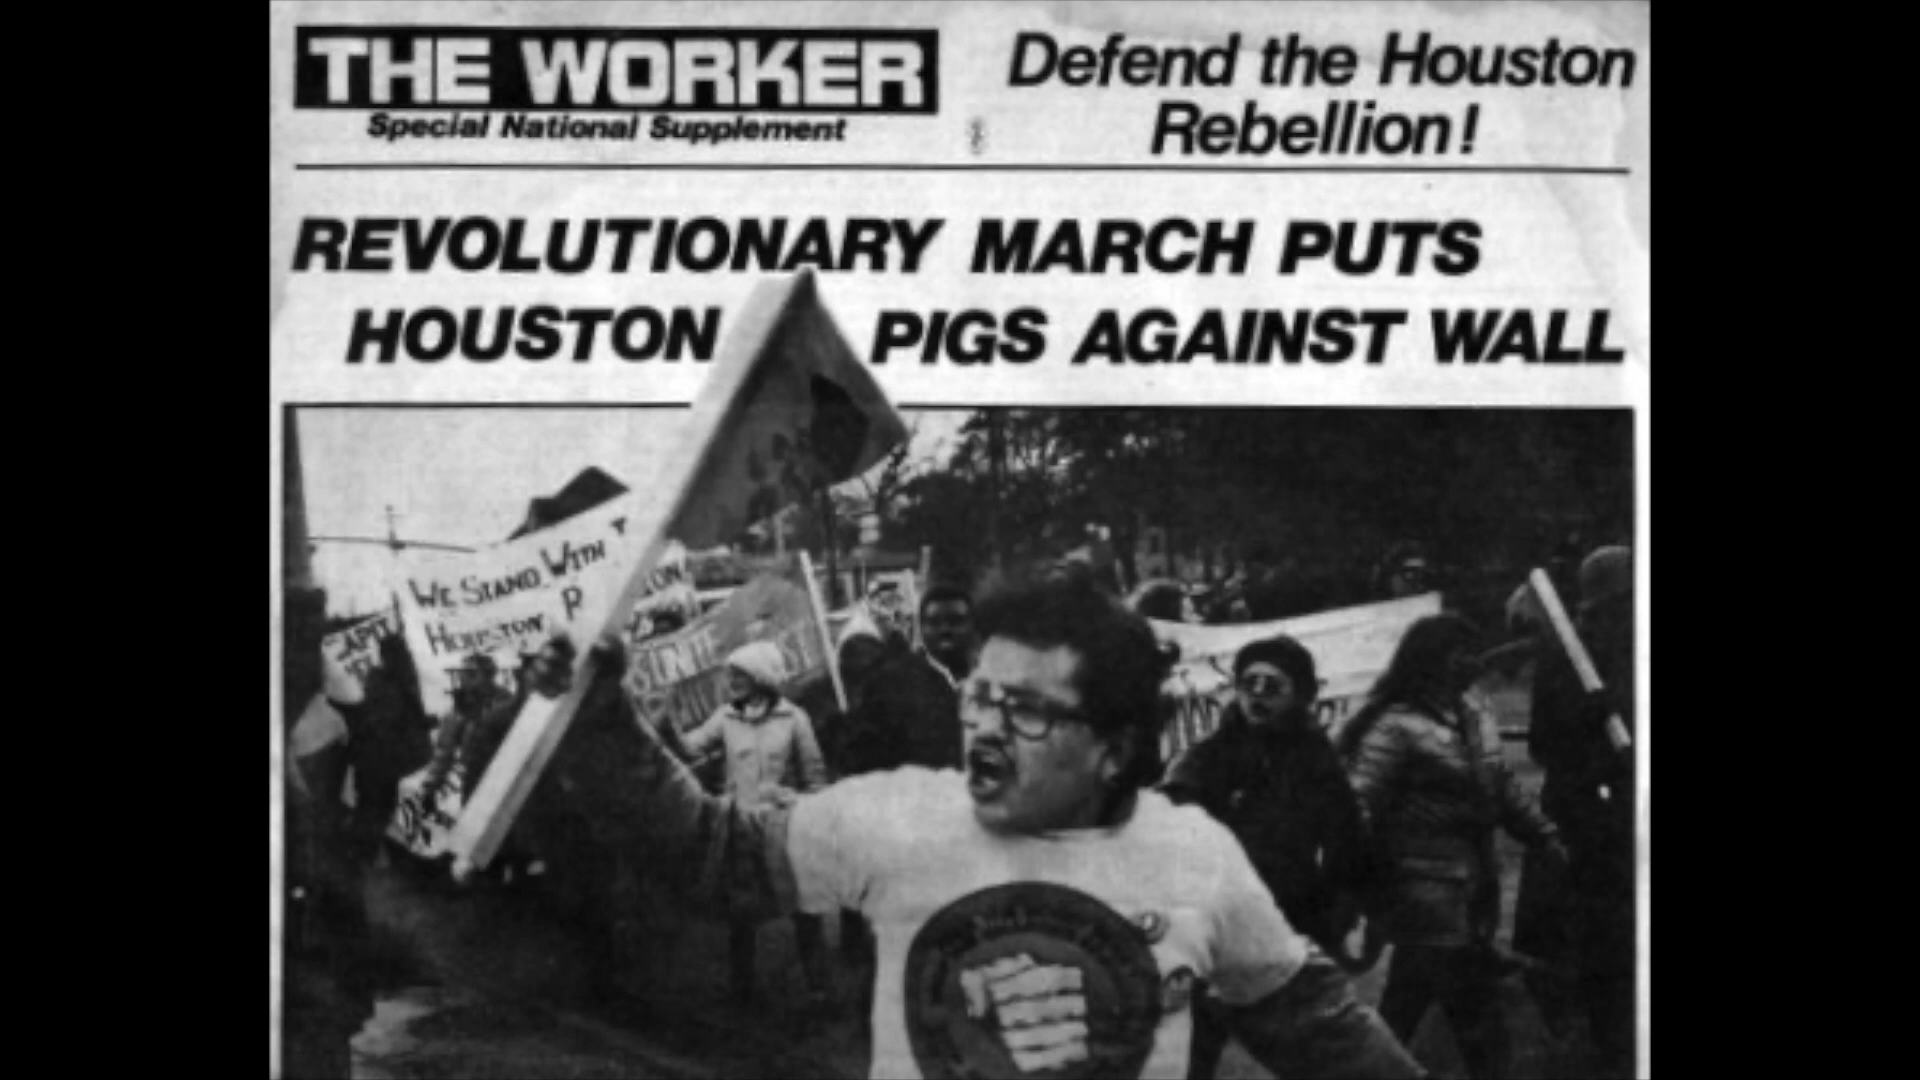 THE WORKER
Special National Supplement
Defend the Houston
Rebellion!
REVOLUTIONARY MARCH PUTS
HOUSTON PIGS AGAINST WALL
WE STAND WITH
HOUSTON